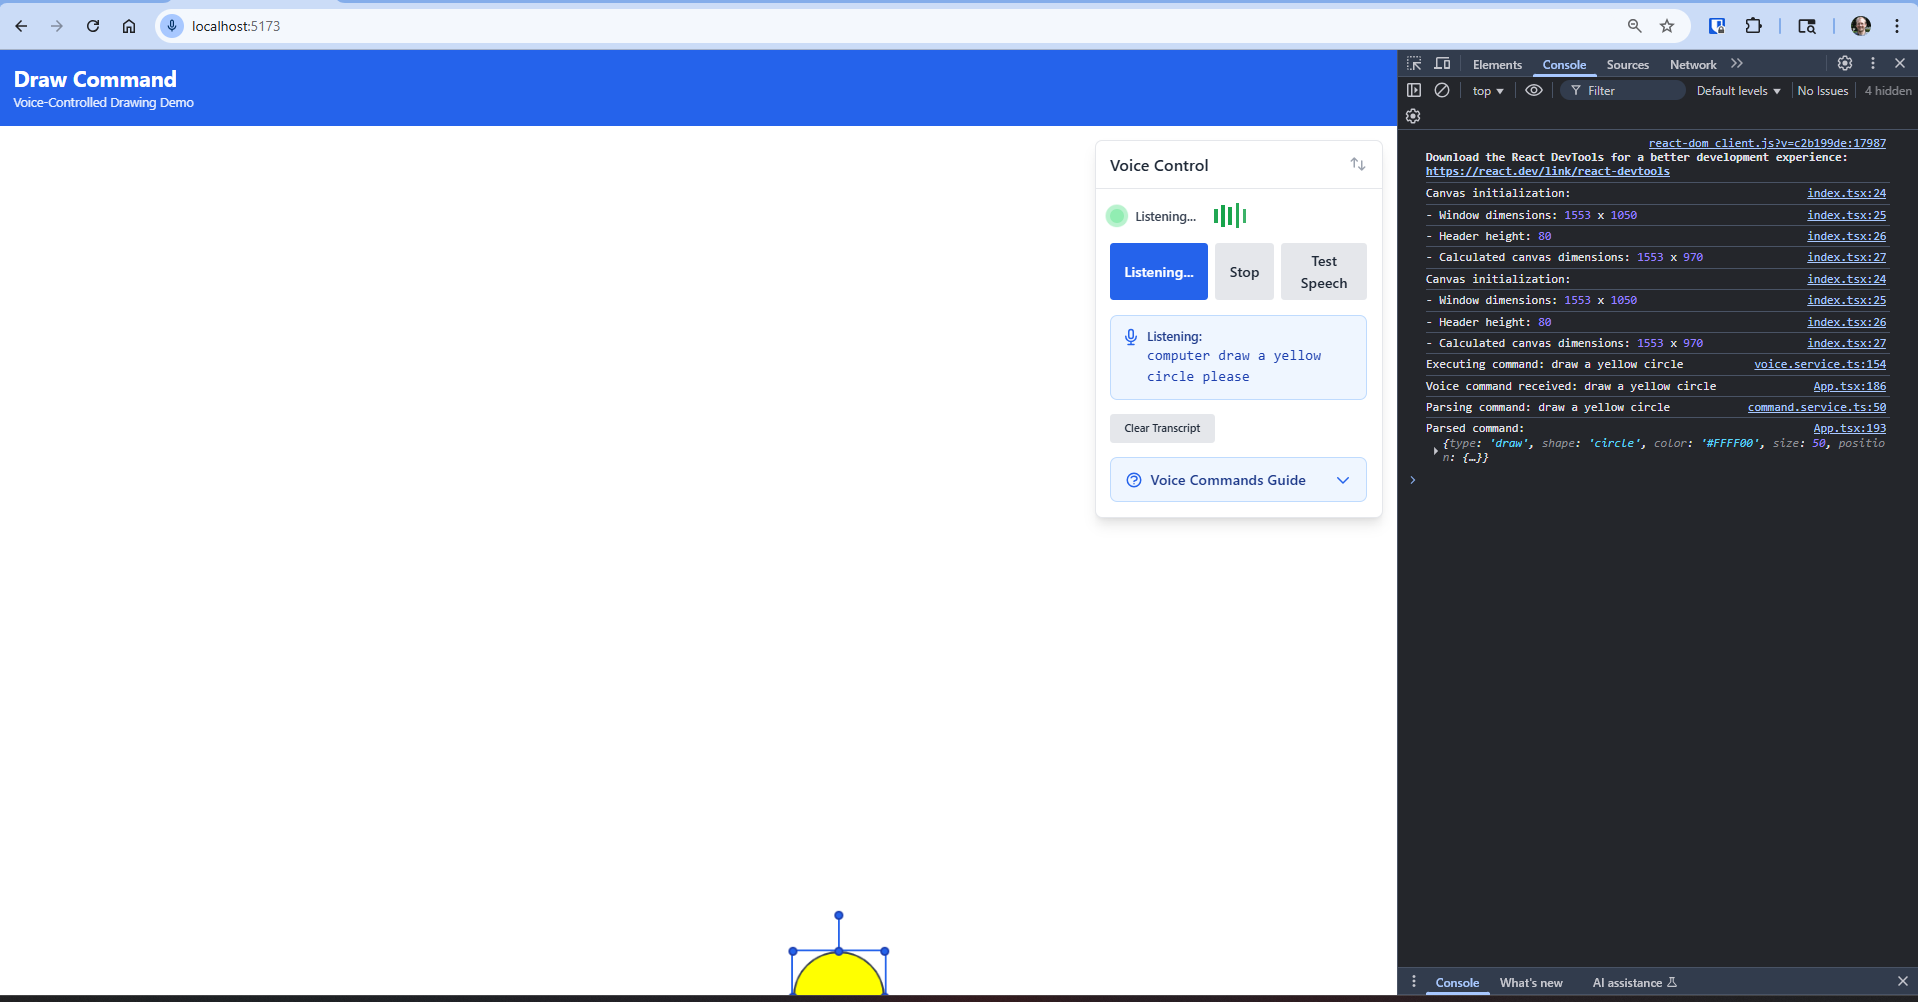 localhost:5173
Draw Command
Voice-Controlled Drawing Demo
Voice Control
Listening...
Listening...
Stop
Test
Speech
Listening:
computer draw a yellow
circle please
Clear Transcript
Voice Commands Guide
Elements
Console
Sources
Network
top
Filter
Default levels
No Issues
4 hidden
react-dom_client.js?v=c2b199de:17987
Download the React DevTools for a better development experience:
https://react.dev/link/react-devtools
Canvas initialization: index.tsx:24
- Window dimensions: 1553 x 1050 index.tsx:25
- Header height: 80 index.tsx:26
- Calculated canvas dimensions: 1553 x 970 index.tsx:27
Canvas initialization: index.tsx:24
- Window dimensions: 1553 x 1050 index.tsx:25
- Header height: 80 index.tsx:26
- Calculated canvas dimensions: 1553 x 970 index.tsx:27
Executing command: draw a yellow circle voice.service.ts:154
Voice command received: draw a yellow circle App.tsx:186
Parsing command: draw a yellow circle command.service.ts:50
Parsed command: App.tsx:193
{type: 'draw', shape: 'circle', color: '#FFFF00', size: 50, positio
n: {…}}
Console
What's new
AI assistance